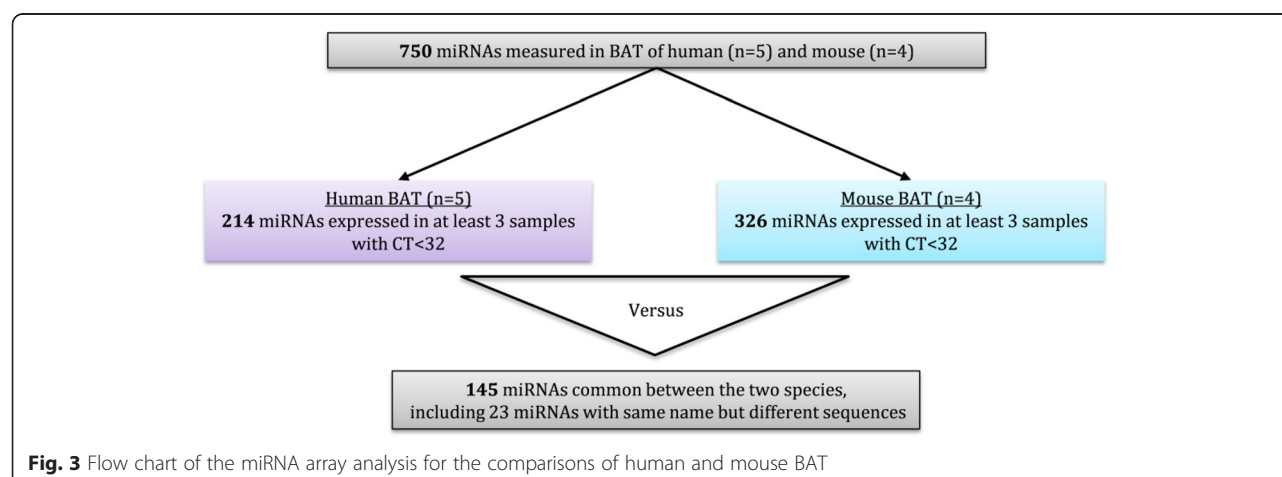 750 miRNAs measured in BAT of human (n=5) and mouse (n=4)
Human BAT (n=5)
214 miRNAs expressed in at least 3 samples
with CT<32
Mouse BAT (n=4)
326 miRNAs expressed in at least 3 samples
with CT<32
Versus
145 miRNAs common between the two species,
including 23 miRNAs with same name but different sequences
Fig. 3 Flow chart of the miRNA array analysis for the comparisons of human and mouse BAT